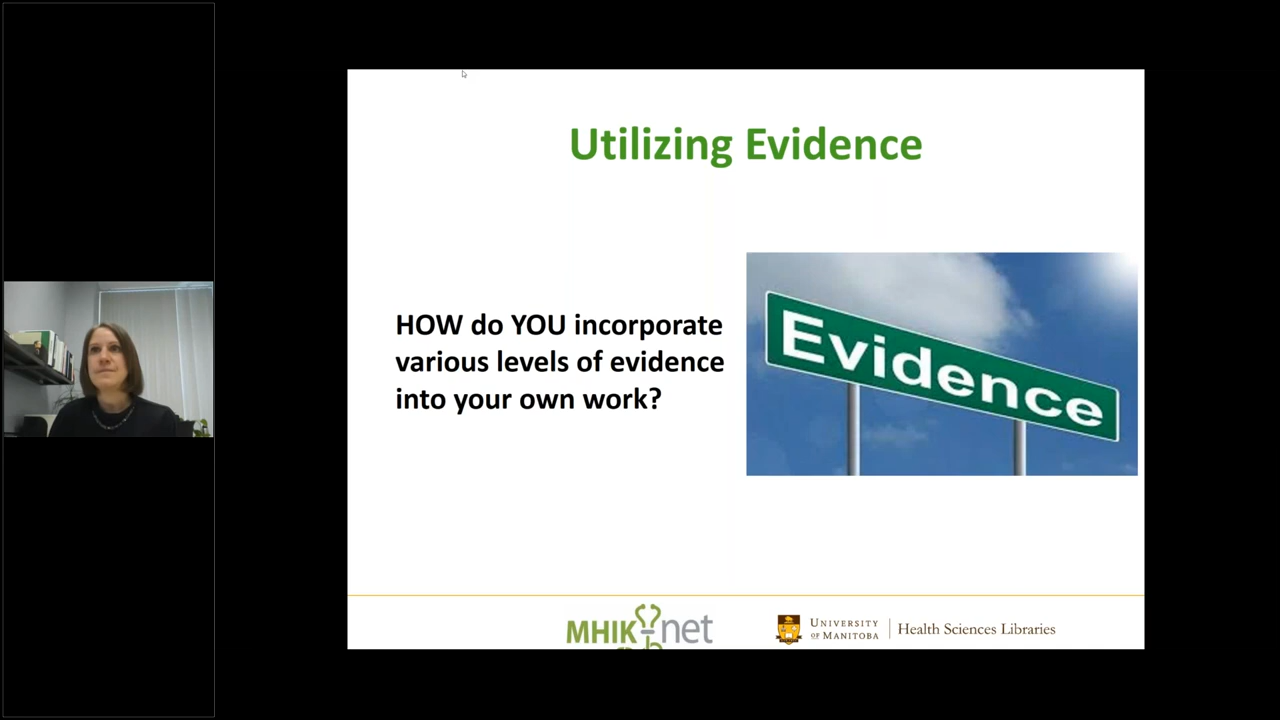 Utilizing Evidence
HOW do YOU incorporate
various levels of evidence
into your own work?
Evidence
MHIK-net
UNIVERSITY
OF MANITOBA
Health Sciences Libraries